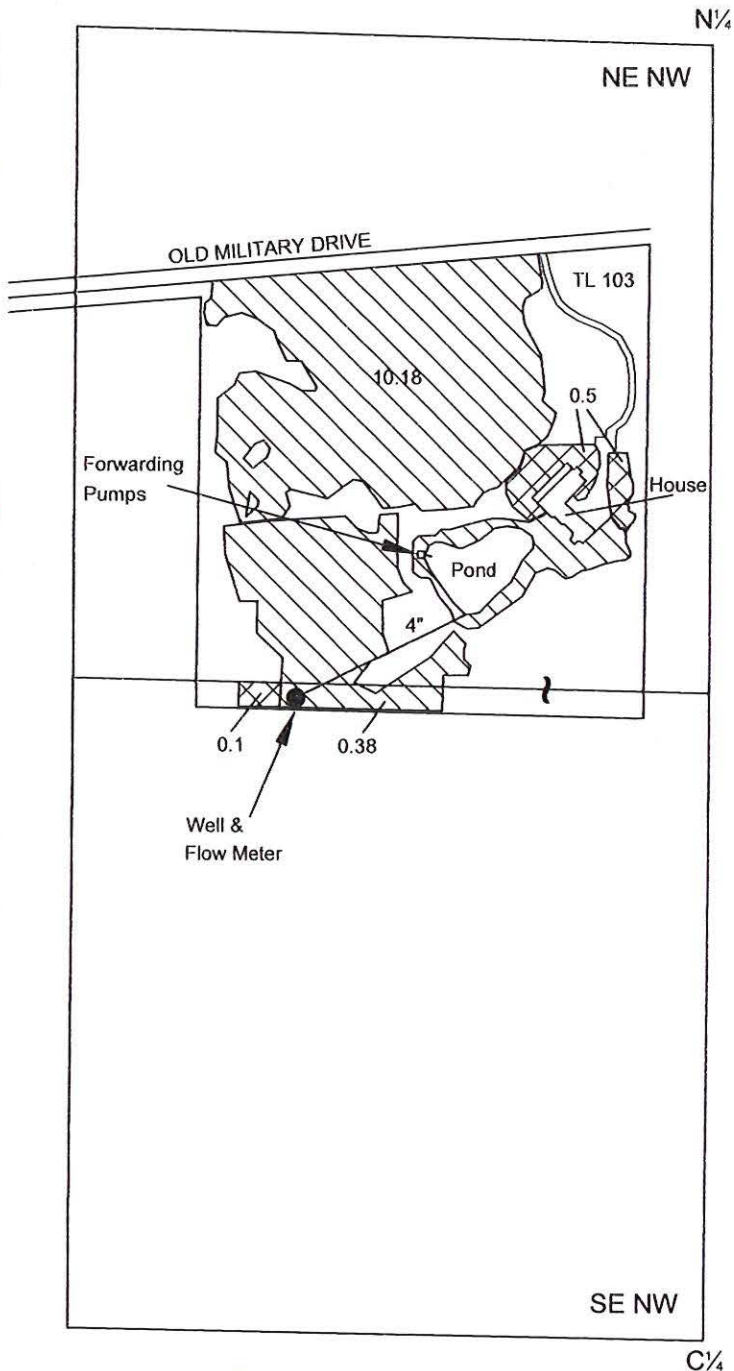 N¼
NE NW
OLD MILITARY DRIVE
TL 103
10.18
0.5
Forwarding
Pumps
House
Pond
4"
0.1
0.38
Well &
Flow Meter
SE NW
C¼